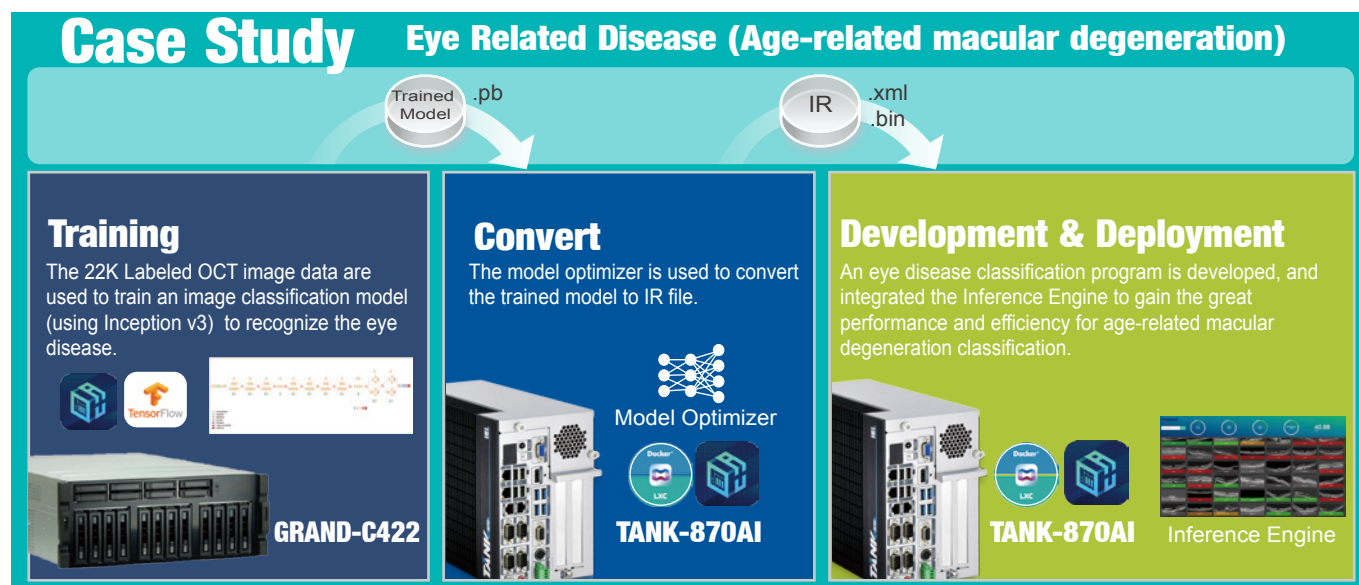 Case Study Eye Related Disease (Age-related macular degeneration)
Trained
Model
.pb
IR
.xml
.bin
Training
The 22K Labeled OCT image data are
used to train an image classification model
(using Inception v3) to recognize the eye
disease.
TensorFlow
GRAND-C422
Convert
The model optimizer is used to convert
the trained model to IR file.
Model Optimizer
Docker
LXC
TANK-870AI
Development & Deployment
An eye disease classification program is developed, and
integrated the Inference Engine to gain the great
performance and efficiency for age-related macular
degeneration classification.
Docker
LXC
TANK-870AI
Inference Engine